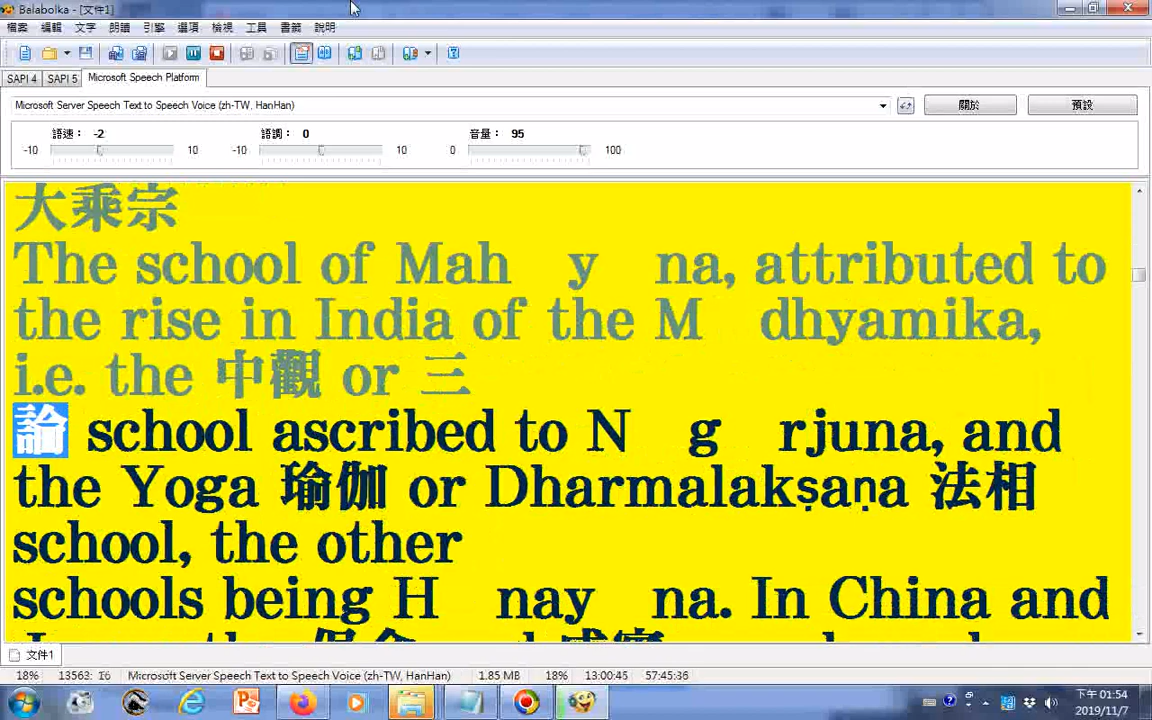 Balabolka - [文件1]
檔案 編輯 文字 朗讀 引擎 選項 檢視 工具 書籤 說明
SAPI 4 SAPI 5 Microsoft Speech Platform
Microsoft Server Speech Text to Speech Voice (zh-TW, HanHan) 關於 預設
語速： -2 語調： 0 音量： 95
-10 10 -10 10 0 100
大乘宗
The school of Mah y na, attributed to
the rise in India of the M dhyamika,
i.e. the 中觀 or 三
論 school ascribed to N g rjuna, and
the Yoga 瑜伽 or Dharmalakṣaṇa 法相
school, the other
schools being H nay na. In China and
文件1
18% 13562: 16 Microsoft Server Speech Text to Speech Voice (zh-TW, HanHan) 1.85 MB 18% 13:00:45 57:45:36
下午 01:54
2019/11/7